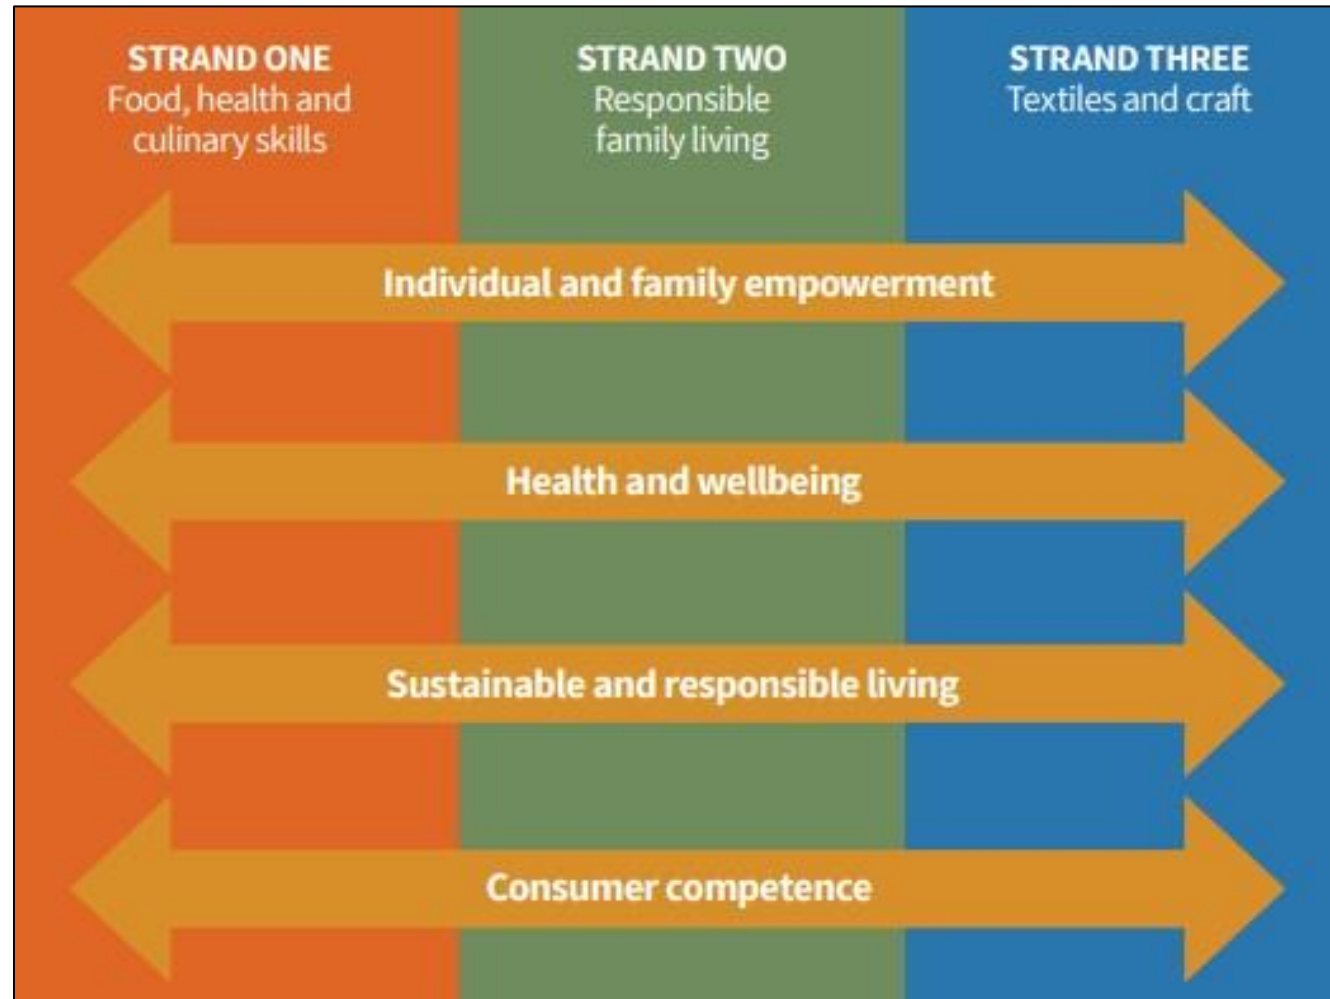 STRAND ONE
Food, health and
culinary skills
STRAND TWO
Responsible
family living
STRAND THREE
Textiles and craft
Individual and family empowerment
Health and wellbeing
Sustainable and responsible living
Consumer competence